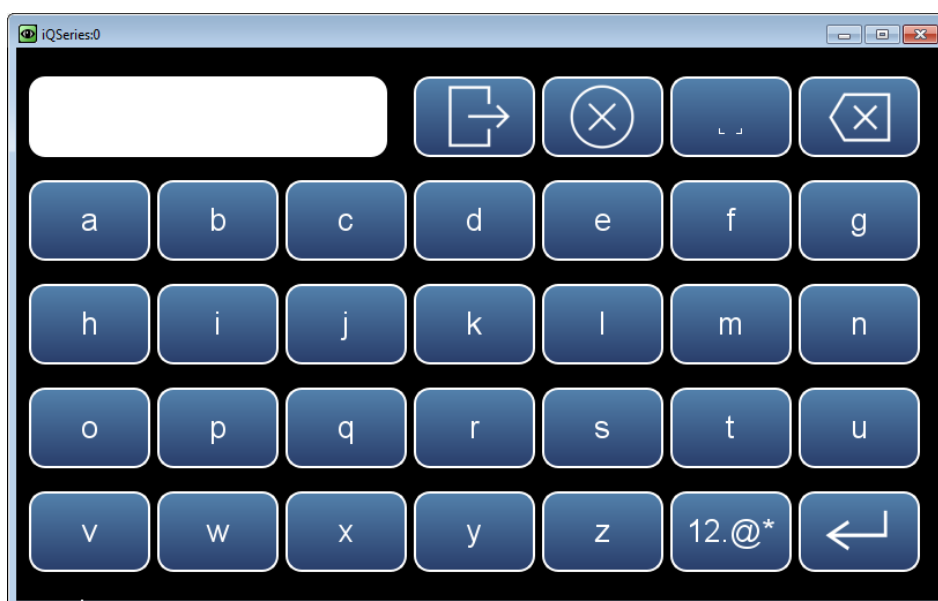 iQSeries:0
a b c d e f g
h i j k l m n
o p q r s t u
v w x y z 12.@*